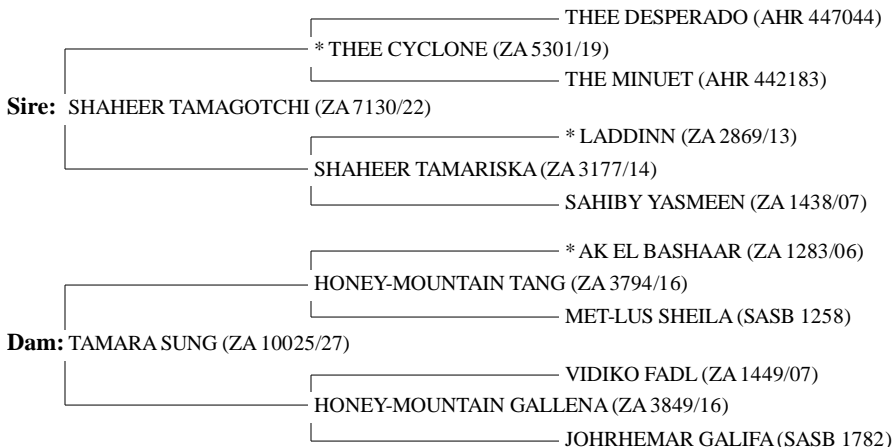 THEE DESPERADO (AHR 447044)
* THEE CYCLONE (ZA 5301/19)
THE MINUET (AHR 442183)
Sire: SHAHEER TAMAGOTCHI (ZA 7130/22)
* LADDINN (ZA 2869/13)
SHAHEER TAMARISKA (ZA 3177/14)
SAHIBY YASMEEN (ZA 1438/07)
* AK EL BASHAAR (ZA 1283/06)
HONEY-MOUNTAIN TANG (ZA 3794/16)
MET-LUS SHEILA (SASB 1258)
Dam: TAMARA SUNG (ZA 10025/27)
VIDIKO FADL (ZA 1449/07)
HONEY-MOUNTAIN GALLENA (ZA 3849/16)
JOHRHEMAR GALIFA (SASB 1782)